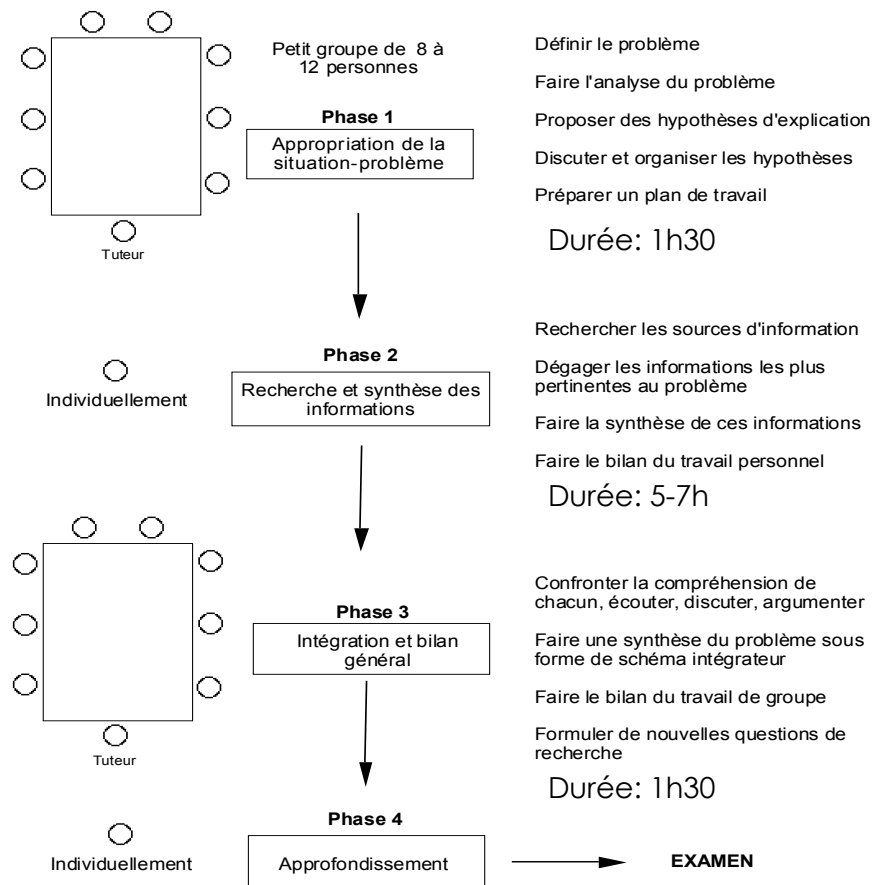 Petit groupe de 8 à
12 personnes
Phase 1
Appropriation de la
situation-problème
Tuteur
Définir le problème
Faire l'analyse du problème
Proposer des hypothèses d'explication
Discuter et organiser les hypothèses
Préparer un plan de travail
Durée: 1h30
Individuellement
Phase 2
Recherche et synthèse des
informations
Rechercher les sources d'information
Dégager les informations les plus
pertinentes au problème
Faire la synthèse de ces informations
Faire le bilan du travail personnel
Durée: 5-7h
Tuteur
Phase 3
Intégration et bilan
général
Confronter la compréhension de
chacun, écouter, discuter, argumenter
Faire une synthèse du problème sous
forme de schéma intégrateur
Faire le bilan du travail de groupe
Formuler de nouvelles questions de
recherche
Durée: 1h30
Individuellement
Phase 4
Approfondissement
EXAMEN